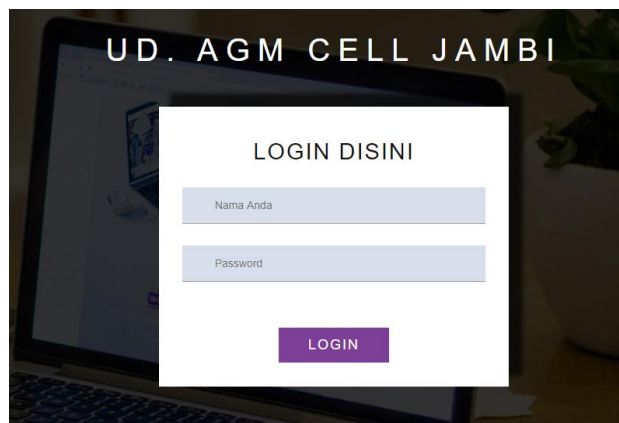 UD. AGM CELL JAMBI
LOGIN DISINI
Nama Anda
Password
LOGIN